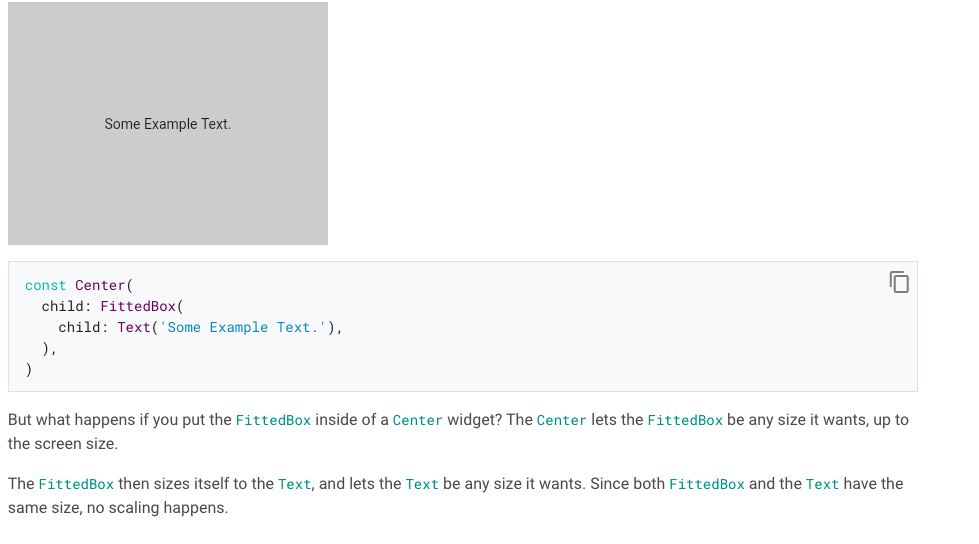 Some Example Text.
const Center(
  child: FittedBox(
    child: Text('Some Example Text.'),
  ),
)
But what happens if you put the FittedBox inside of a Center widget? The Center lets the FittedBox be any size it wants, up to
the screen size.
The FittedBox then sizes itself to the Text, and lets the Text be any size it wants. Since both FittedBox and the Text have the
same size, no scaling happens.